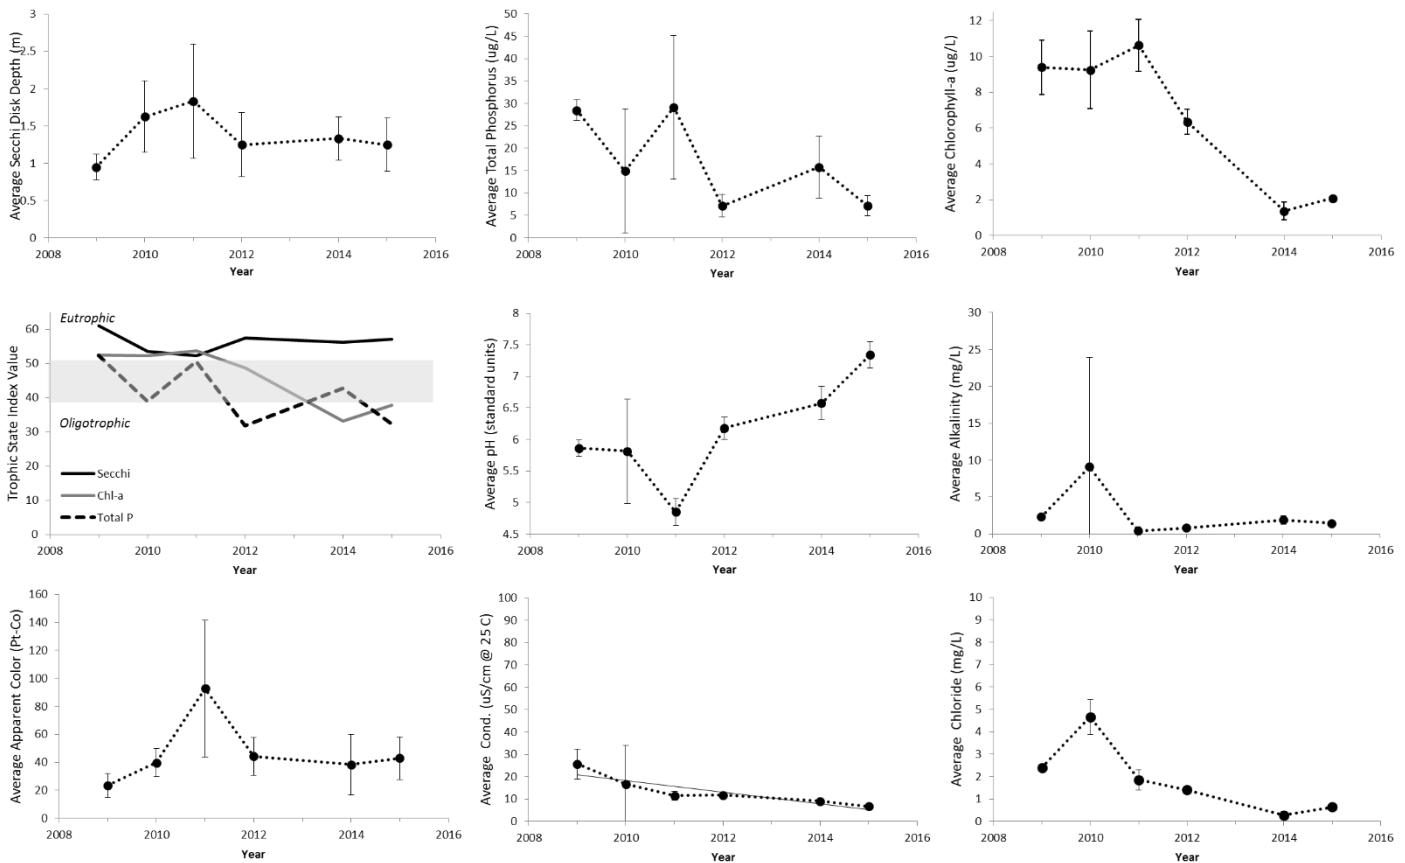 Average Secchi Disk Depth (m)
3
2.5
2
1.5
1
0.5
0
2008 2010 2012 2014 2016
Year
Average Total Phosphorus (ug/L)
50
45
40
35
30
25
20
15
10
5
0
2008 2010 2012 2014 2016
Year
Average Chlorophyll-a (ug/L)
12
10
8
6
4
2
0
2008 2010 2012 2014 2016
Year
Trophic State Index Value
60
50
40
30
20
10
0
Eutrophic
Oligotrophic
Secchi
Chl-a
Total P
2008 2010 2012 2014 2016
Year
Average pH (standard units)
8
7
6.5
6
5.5
5
4.5
2008 2010 2012 2014 2016
Year
Average Alkalinity (mg/L)
30
25
20
15
10
5
0
2008 2010 2012 2014 2016
Year
Average Apparent Color (Pt-Co)
160
140
120
100
80
60
40
20
0
2008 2010 2012 2014 2016
Year
Average Cond. (uS/cm @ 25 C)
100
90
80
70
60
50
40
30
20
10
0
2008 2010 2012 2014 2016
Year
Average Chloride (mg/L)
10
9
8
7
6
5
4
3
2
1
0
2008 2010 2012 2014 2016
Year